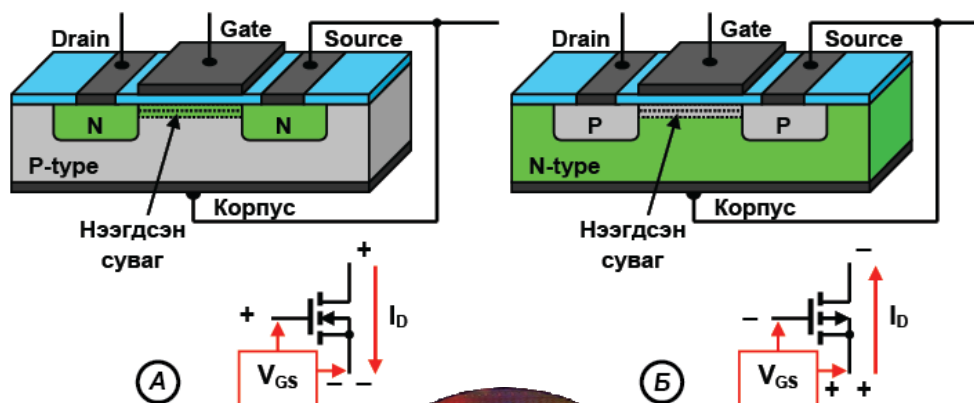 Drain Gate Source
N N
P-type
Корпус
Нээгдсэн
суваг
+
+ I_D
V_GS
– –
А
Drain Gate Source
P P
N-type
Корпус
Нээгдсэн
суваг
–
– I_D
V_GS
+ +
Б